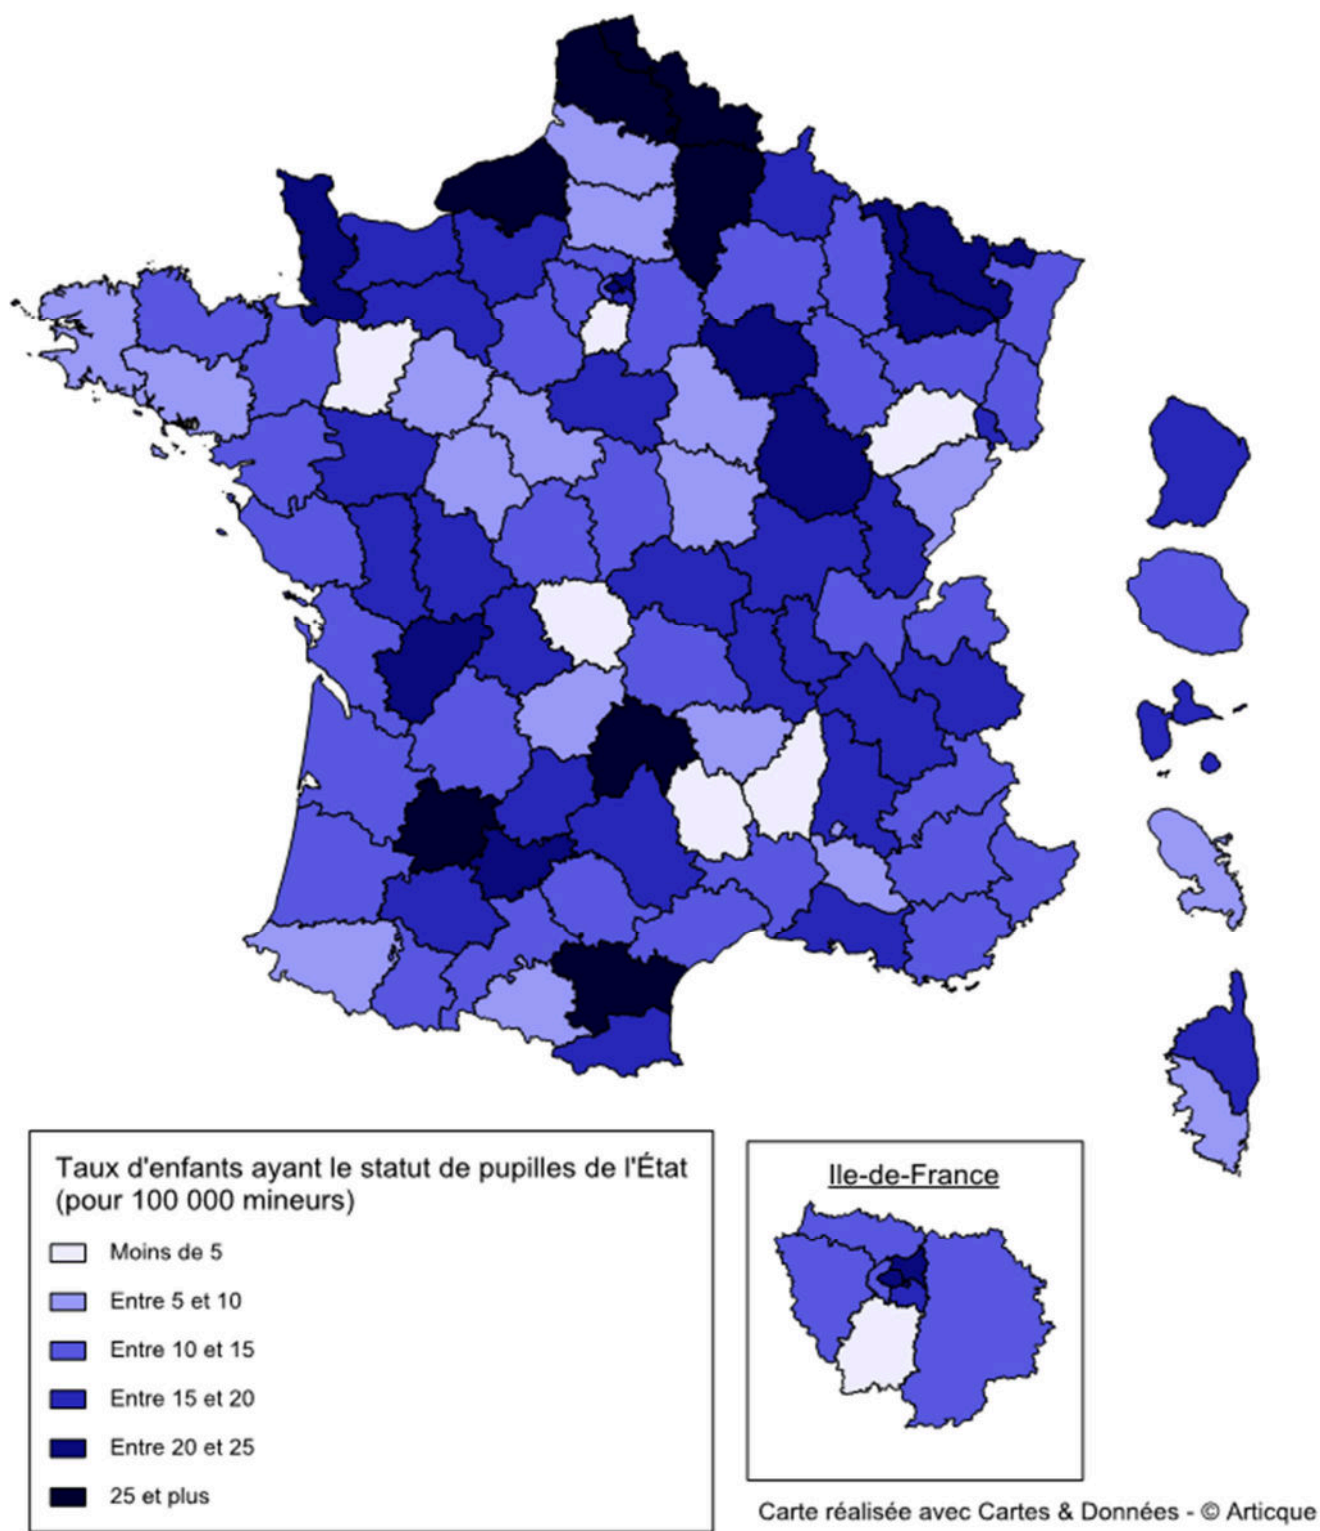 Taux d'enfants ayant le statut de pupilles de l'État
(pour 100 000 mineurs)
Moins de 5
Entre 5 et 10
Entre 10 et 15
Entre 15 et 20
Entre 20 et 25
25 et plus
Ile-de-France
Carte réalisée avec Cartes & Données - © Articque